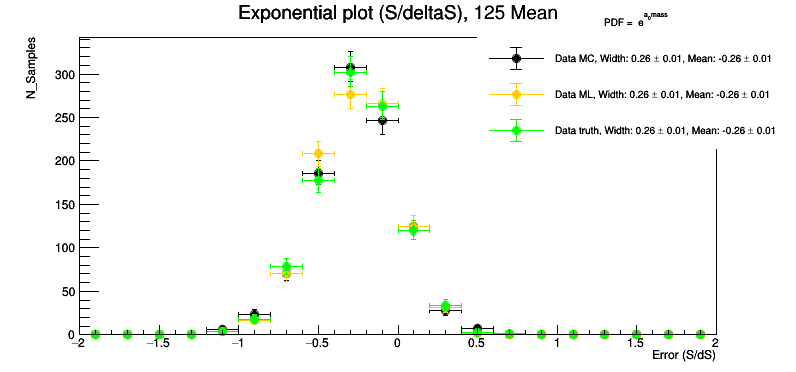 Exponential plot (S/deltaS), 125 Mean
PDF = e^{a_0mass}
N_Samples
Data MC, Width: 0.26 ± 0.01, Mean: -0.26 ± 0.01
Data ML, Width: 0.26 ± 0.01, Mean: -0.26 ± 0.01
Data truth, Width: 0.26 ± 0.01, Mean: -0.26 ± 0.01
300
250
200
150
100
50
0
−2 −1.5 −1 −0.5 0 0.5 1 1.5 2
Error (S/dS)